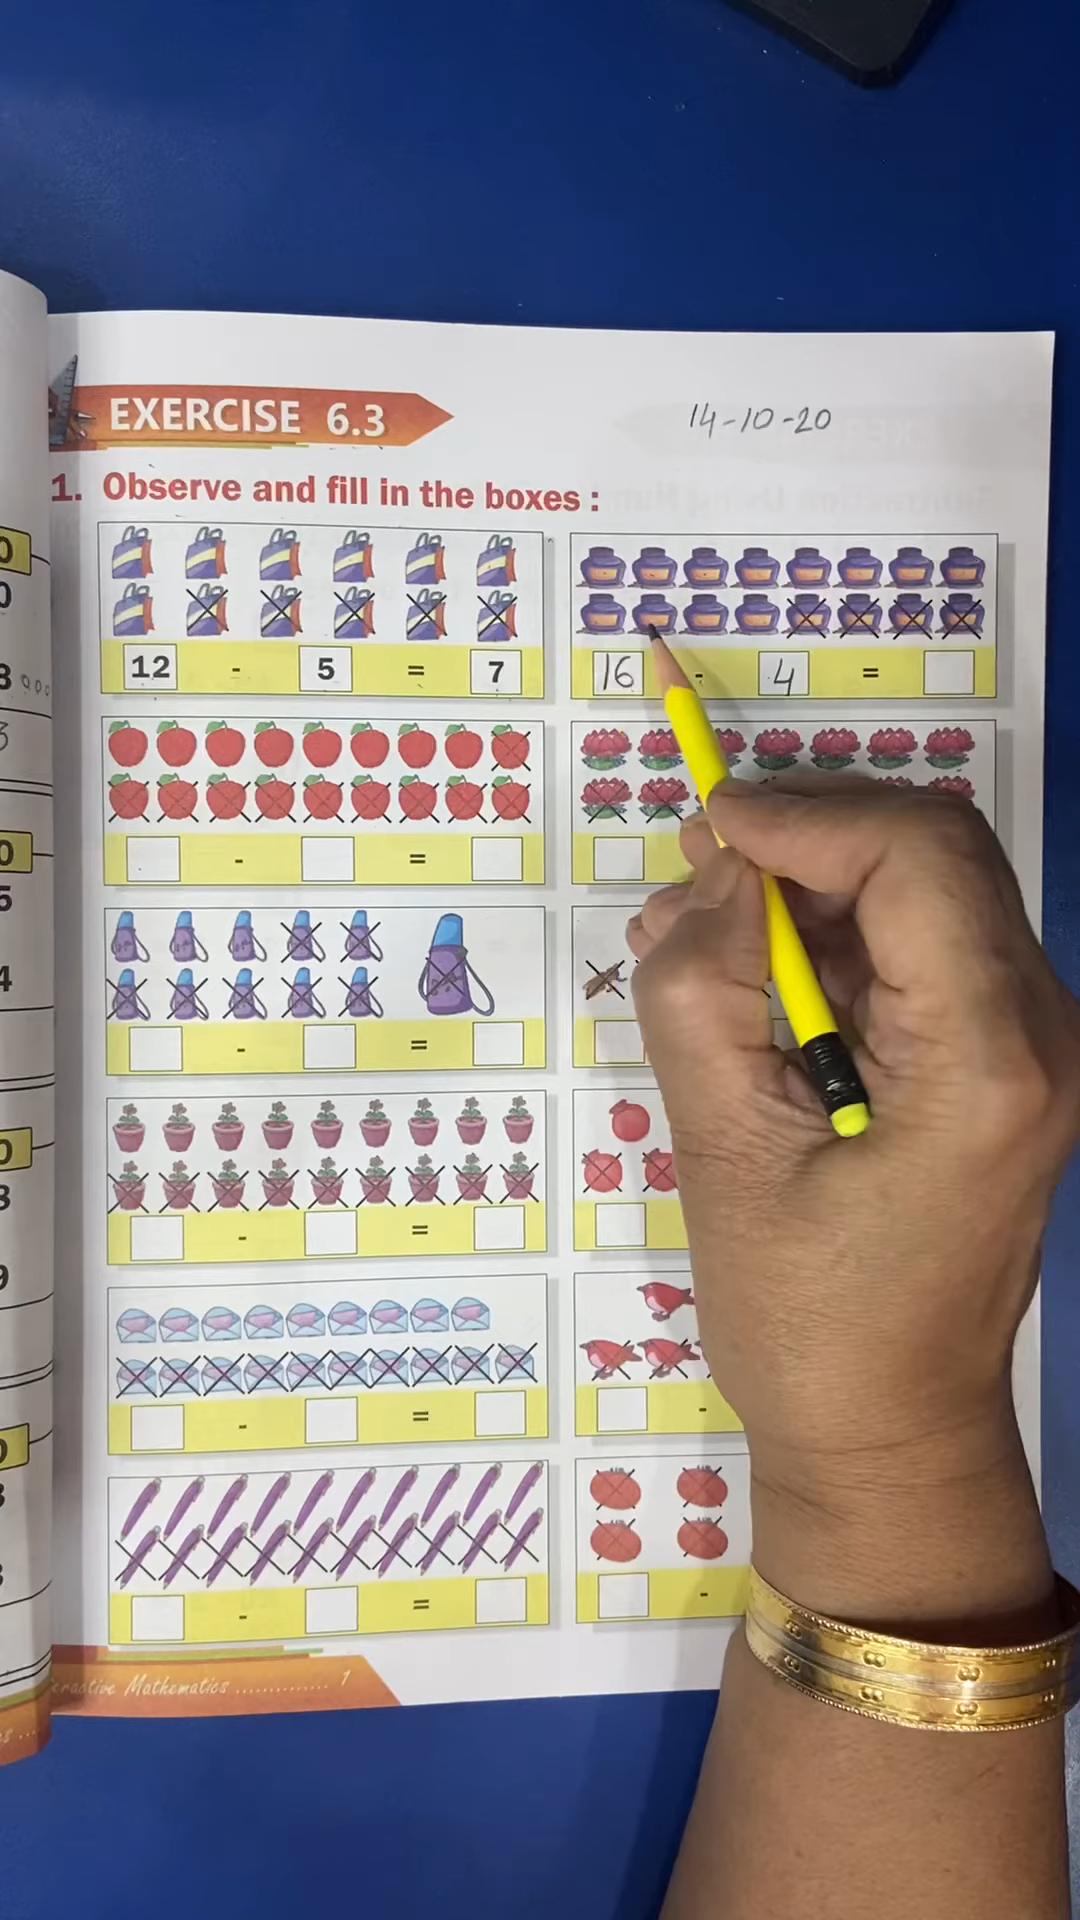 EXERCISE 6.3
14-10-20
1. Observe and fill in the boxes :
12 - 5 = 7
16 - 4 =
- =
- =
- =
- =
- =
-
- =
-
Mathematics .............. 1